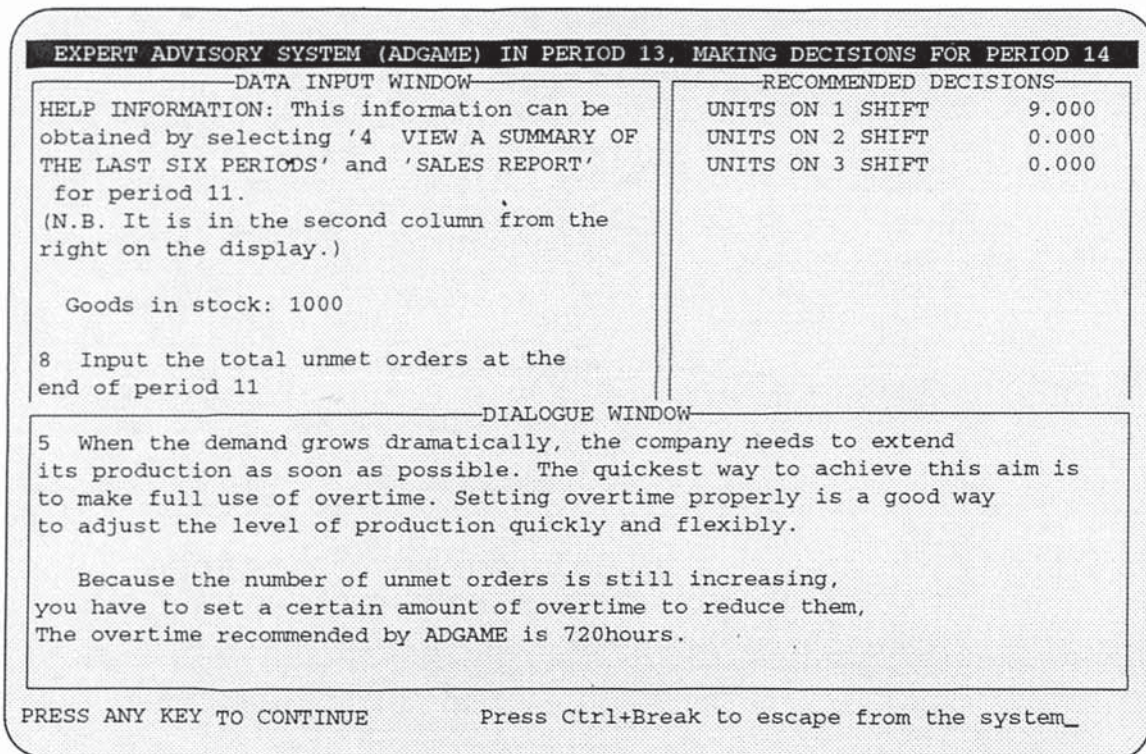 EXPERT ADVISORY SYSTEM (ADGAME) IN PERIOD 13, MAKING DECISIONS FOR PERIOD 14
DATA INPUT WINDOW
HELP INFORMATION: This information can be
obtained by selecting '4  VIEW A SUMMARY OF
THE LAST SIX PERIODS' and 'SALES REPORT'
for period 11.
(N.B. It is in the second column from the
right on the display.)
Goods in stock: 1000
8  Input the total unmet orders at the
end of period 11
RECOMMENDED DECISIONS
UNITS ON 1 SHIFT 9.000
UNITS ON 2 SHIFT 0.000
UNITS ON 3 SHIFT 0.000
DIALOGUE WINDOW
5  When the demand grows dramatically, the company needs to extend
its production as soon as possible. The quickest way to achieve this aim is
to make full use of overtime. Setting overtime properly is a good way
to adjust the level of production quickly and flexibly.
Because the number of unmet orders is still increasing,
you have to set a certain amount of overtime to reduce them,
The overtime recommended by ADGAME is 720hours.
PRESS ANY KEY TO CONTINUE Press Ctrl+Break to escape from the system_